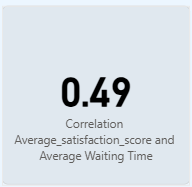 0.49
Correlation
Average_satisfaction_score and
Average Waiting Time